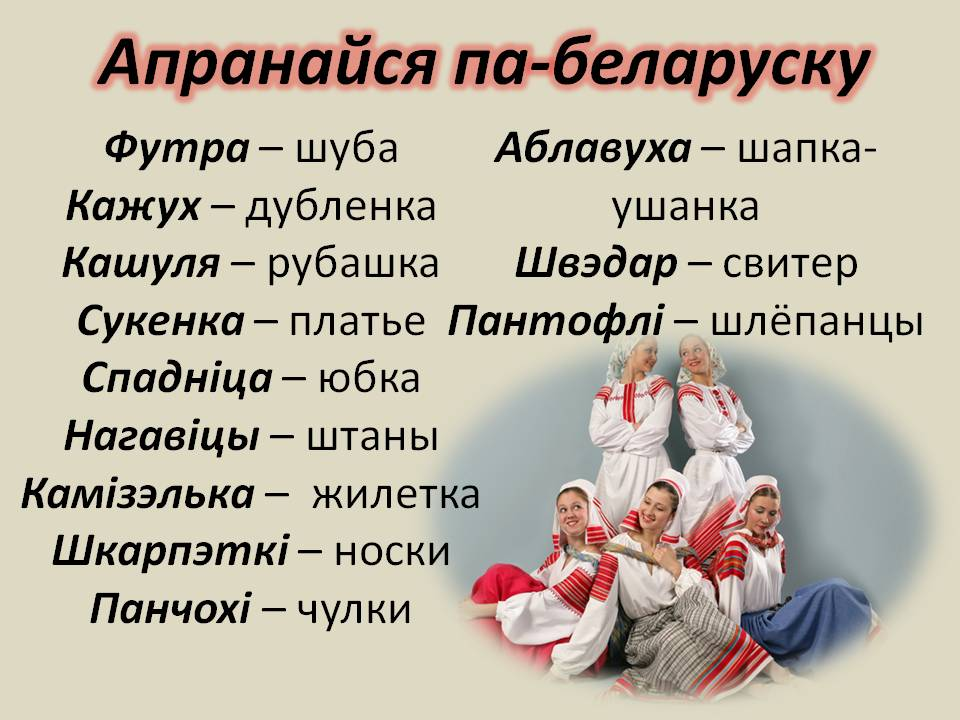 Апранайся па-беларуску
Футра – шуба
Кажух – дубленка
Кашуля – рубашка
Сукенка – платье
Спадніца – юбка
Нагавіцы – штаны
Камізэлька –  жилетка
Шкарпэткі – носки
Панчохі – чулки
Аблавуха – шапка-
ушанка
Швэдар – свитер
Пантофлі – шлёпанцы